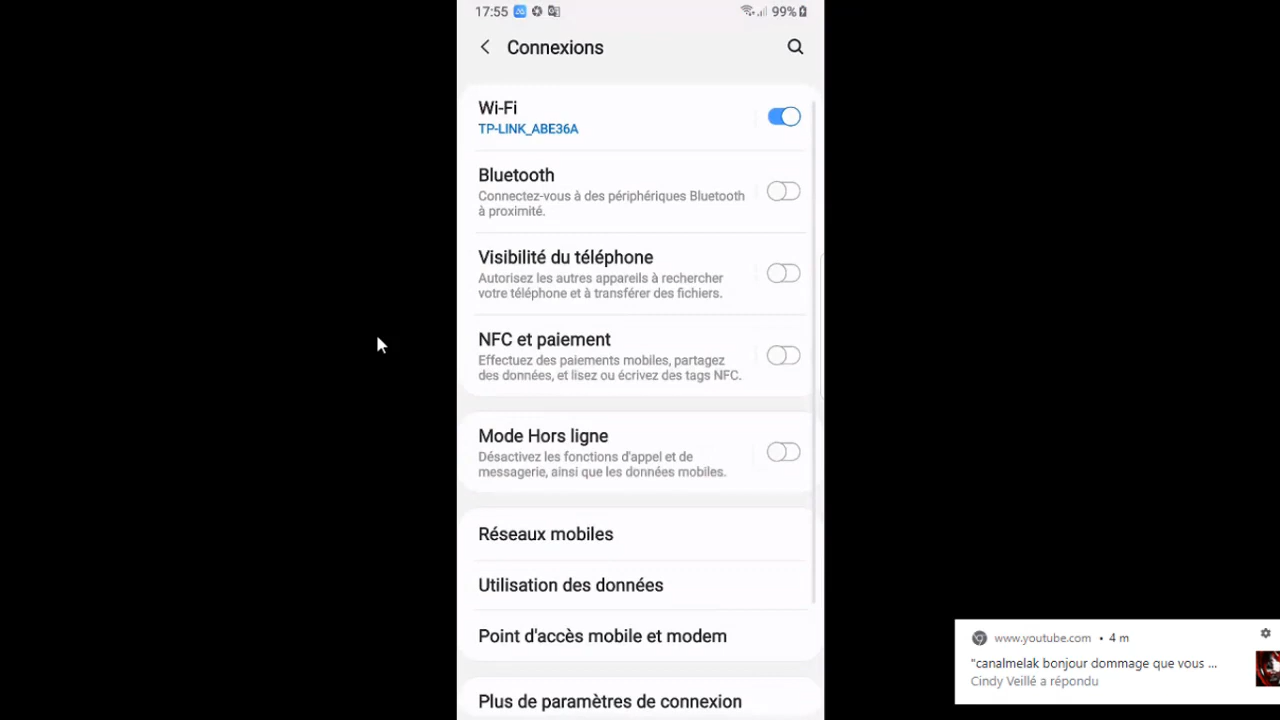 17:55 99%
Connexions
Wi-Fi
TP-LINK_ABE36A
Bluetooth
Connectez-vous à des périphériques Bluetooth
à proximité.
Visibilité du téléphone
Autorisez les autres appareils à rechercher
votre téléphone et à transférer des fichiers.
NFC et paiement
Effectuez des paiements mobiles, partagez
des données, et lisez ou écrivez des tags NFC.
Mode Hors ligne
Désactivez les fonctions d'appel et de
messagerie, ainsi que les données mobiles.
Réseaux mobiles
Utilisation des données
Point d'accès mobile et modem
Plus de paramètres de connexion
www.youtube.com • 4 m
"canalmelak bonjour dommage que vous ...
Cindy Veillé a répondu